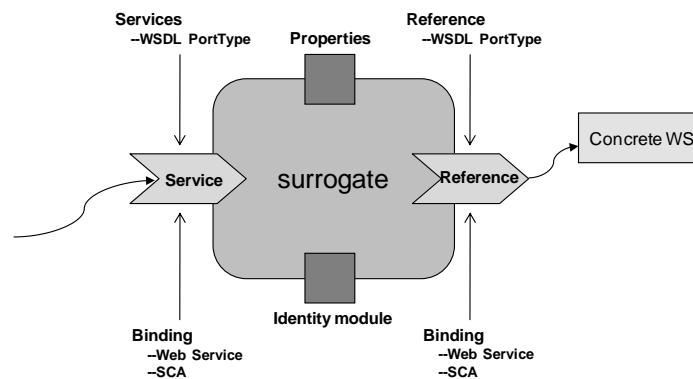 Services
--WSDL PortType
Properties
Reference
--WSDL PortType
Concrete WS
Service
surrogate
Reference
Identity module
Binding
--Web Service
--SCA
Binding
--Web Service
--SCA